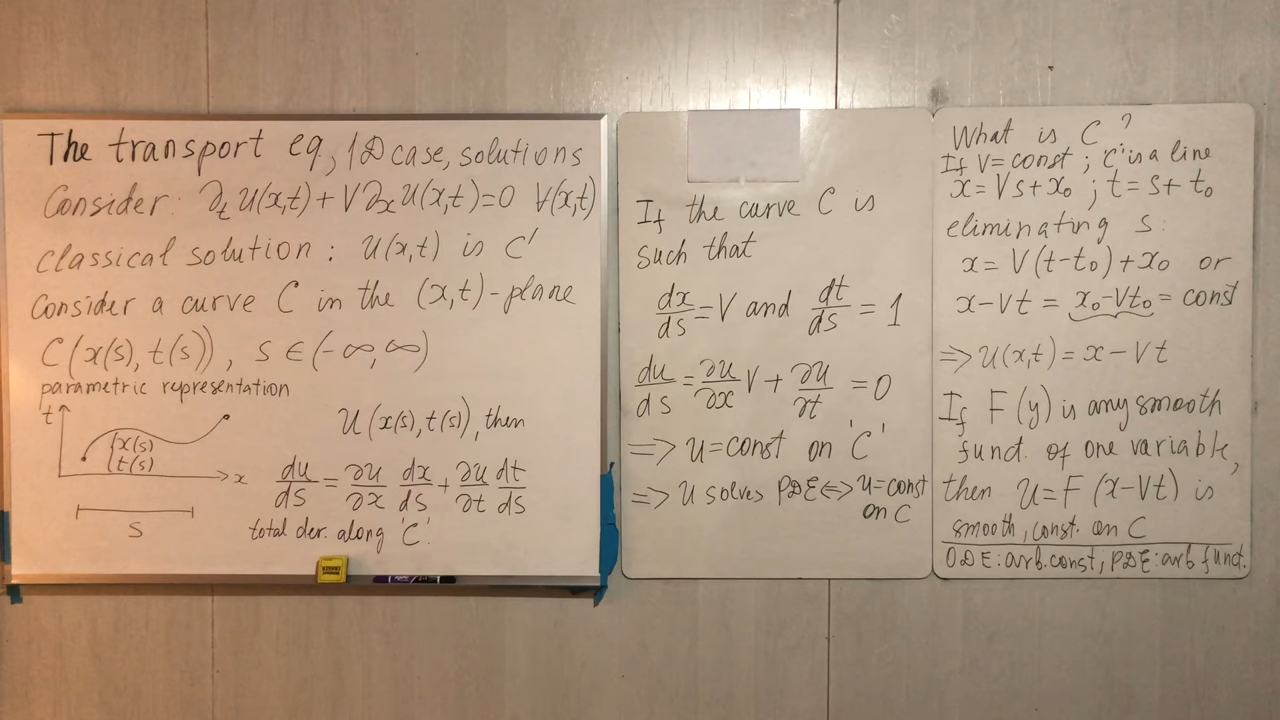 The transport eq, 1D case, solutions
Consider: ∂ₜ u(x,t) + V ∂ₓ u(x,t) = 0 ∀(x,t)
classical solution: u(x,t) is C¹
Consider a curve C in the (x,t)-plane
C(x(s), t(s)), s ∈ (-∞, ∞)
parametric representation
t
x(s)
t(s)
x
s
u(x(s), t(s)), then
du/ds = ∂u/∂x dx/ds + ∂u/∂t dt/ds
total der. along 'C'.
If the curve C is
such that
dx/ds = V and dt/ds = 1
du/ds = ∂u/∂x V + ∂u/∂t = 0
⟹ u = const on 'C'
⟹ u solves PDE ⟺ u = const
on C
What is C?
If V = const; 'C' is a line
x = Vs + x₀; t = s + t₀
eliminating s:
x = V(t-t₀) + x₀ or
x - Vt = x₀ - Vt₀ = const
⟹ u(x,t) = x - Vt
If F(y) is any smooth
funct. of one variable,
then u = F(x-Vt) is
smooth, const. on C
ODE: arb. const; PDE: arb funct.